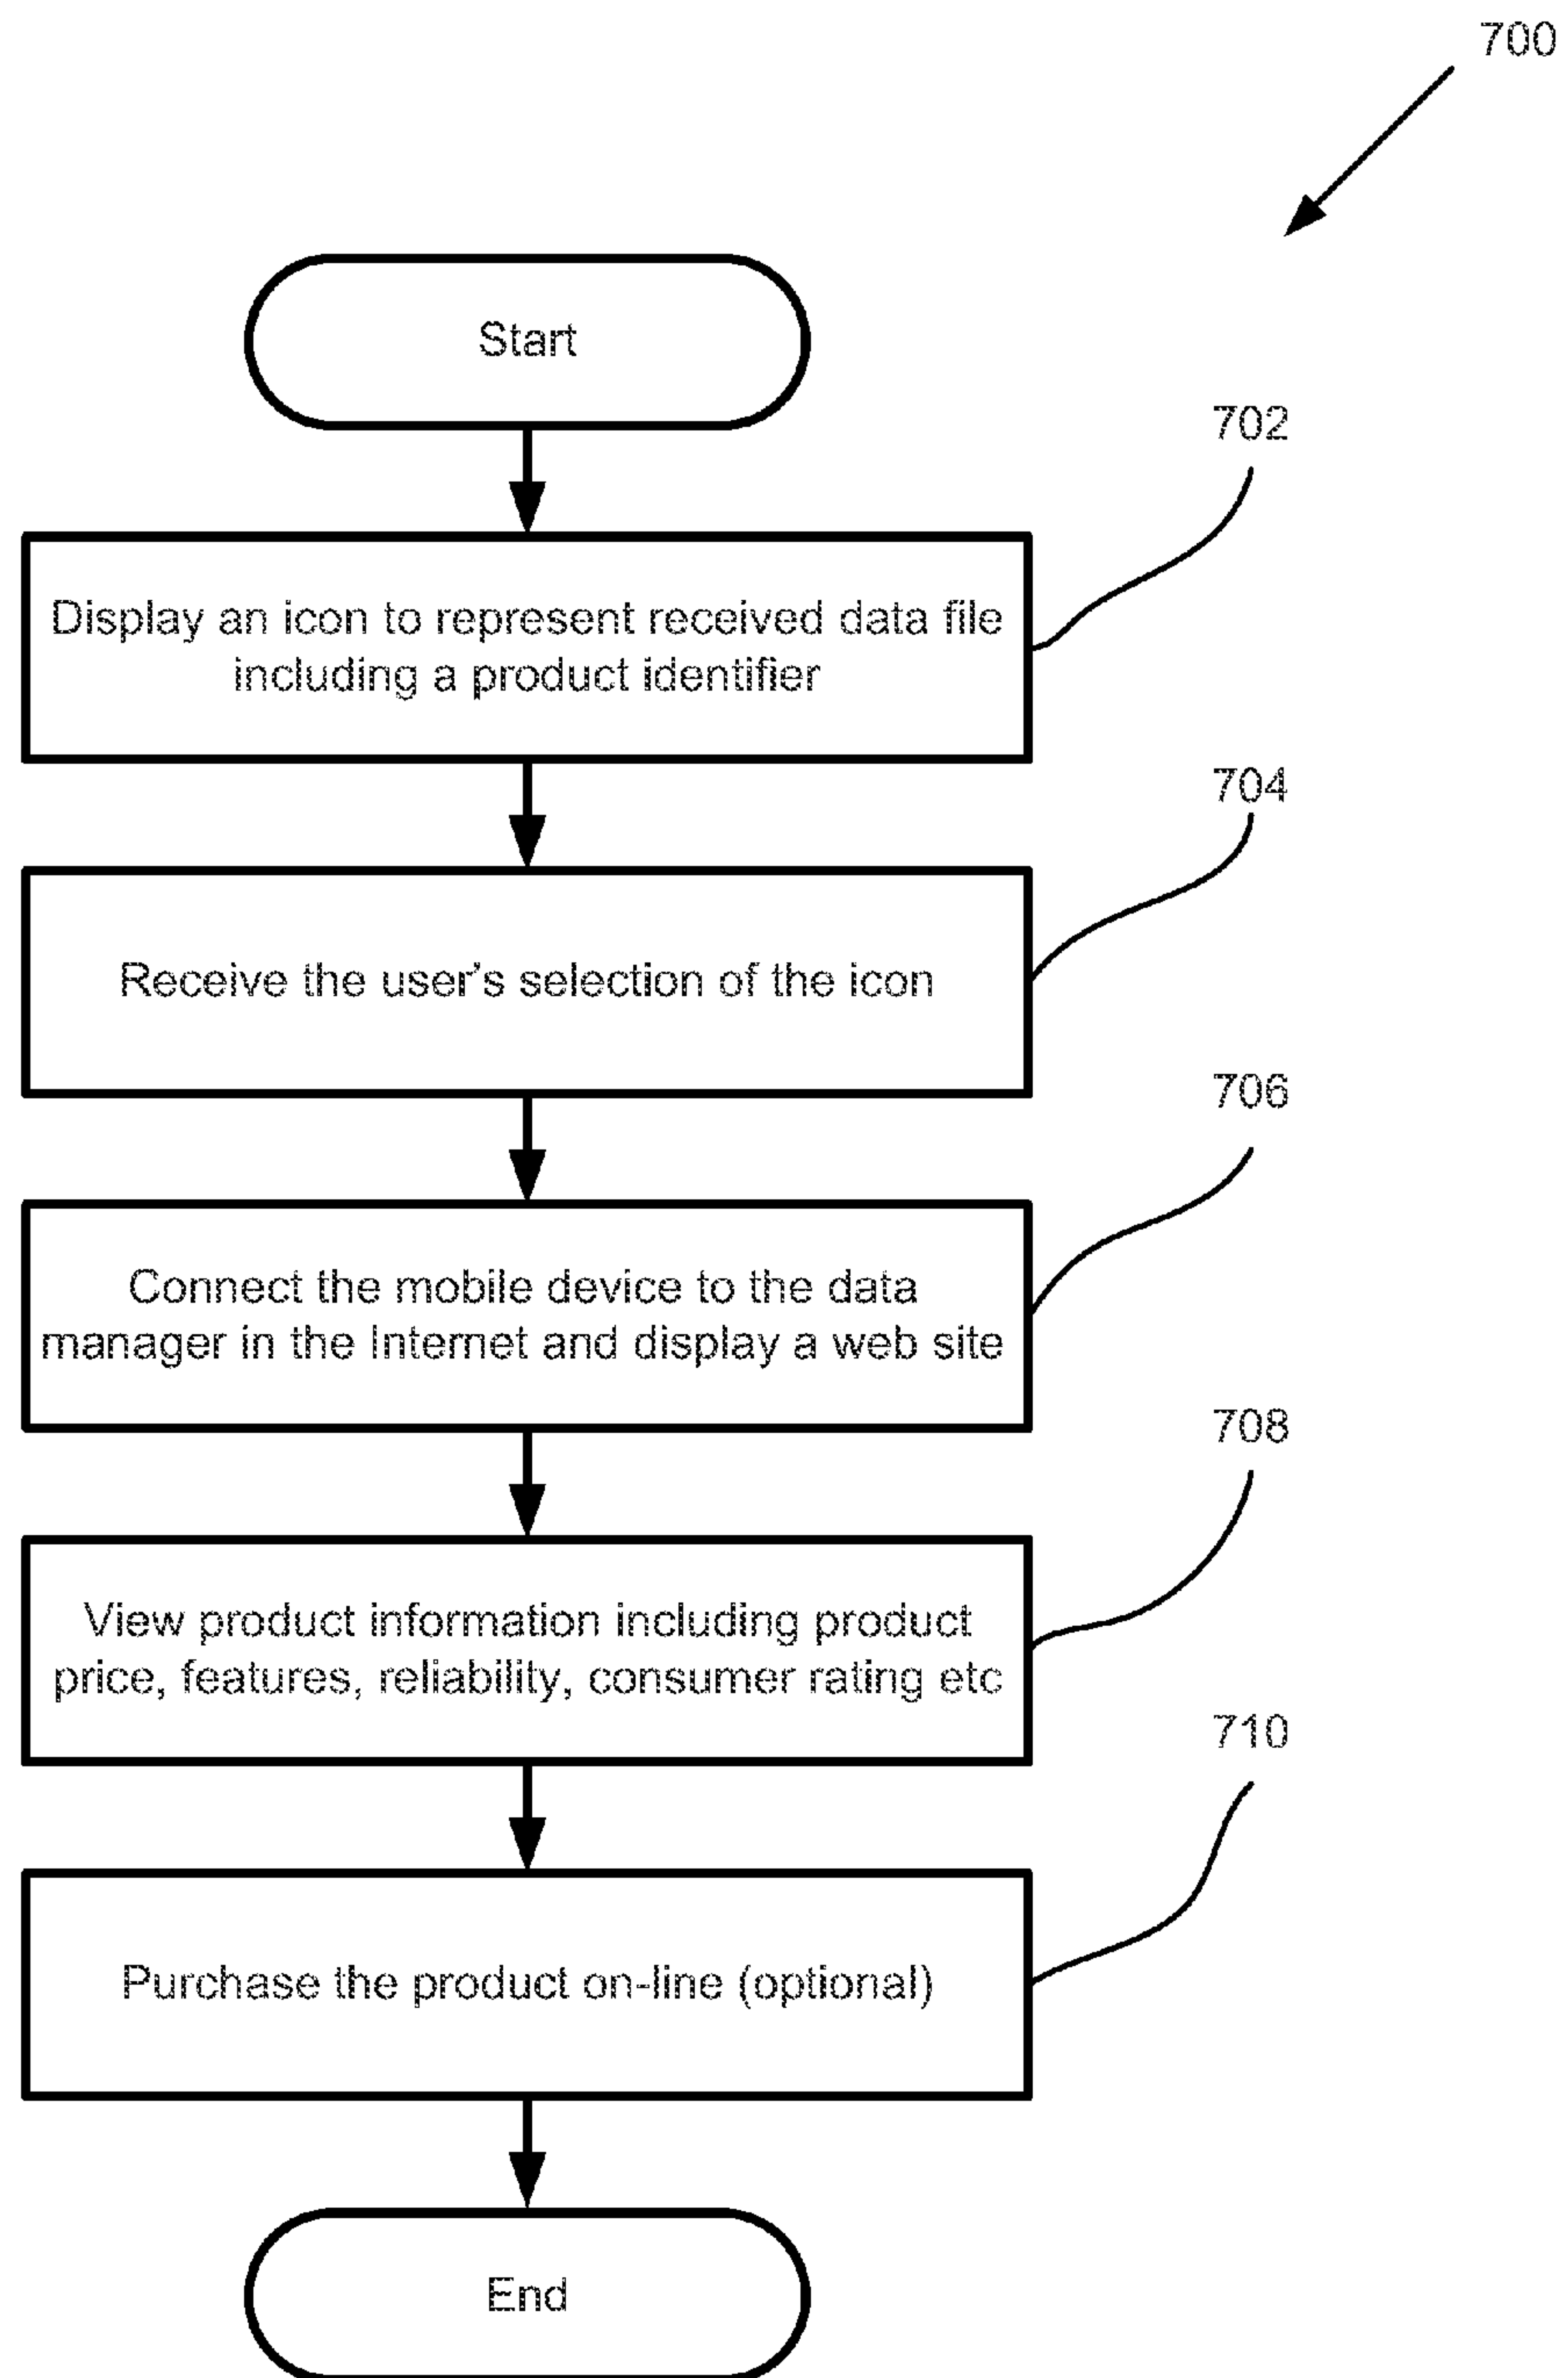 700
Start
702
Display an icon to represent received data file
including a product identifier
704
Receive the user's selection of the icon
706
Connect the mobile device to the data
manager in the Internet and display a web site
708
View product information including product
price, features, reliability, consumer rating etc
710
Purchase the product on-line (optional)
End